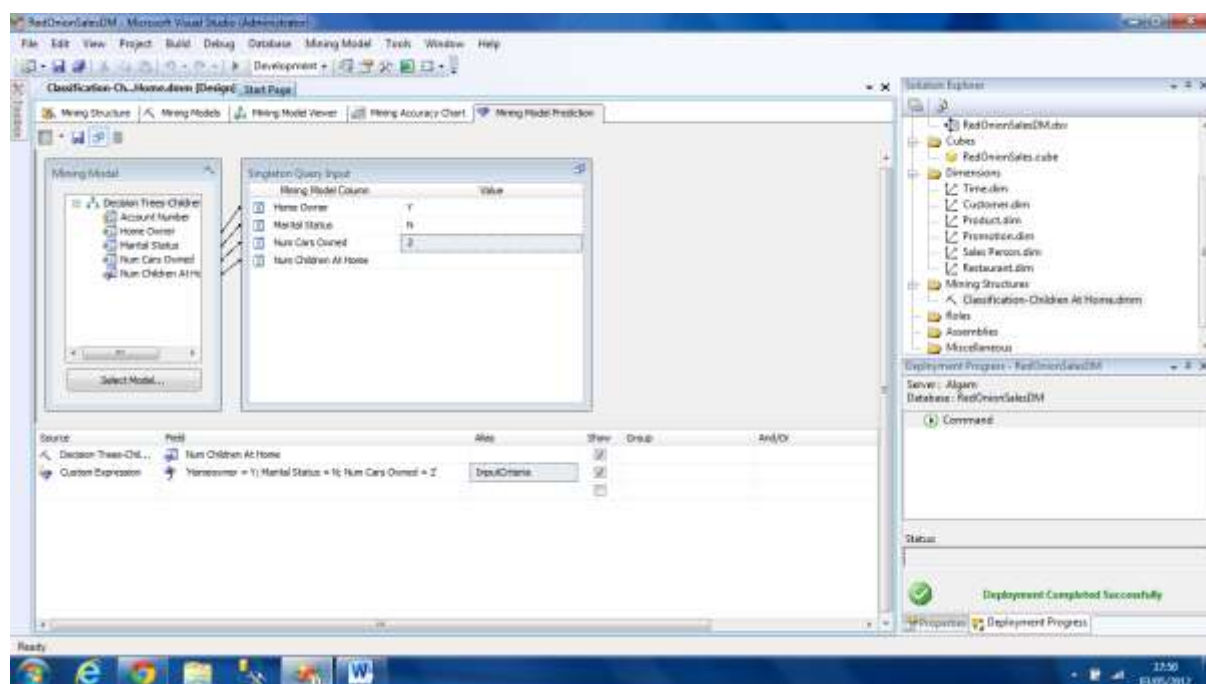 RedOnionSalesDM - Microsoft Visual Studio (Administrator)
File Edit View Project Build Debug Database Mining Model Tools Window Help
Development
Classification-Ch...Home.dmm [Design] Start Page
Mining Structure Mining Models Mining Model Viewer Mining Accuracy Chart Mining Model Prediction
Mining Model
Decision Trees-Children
Account Number
Home Owner
Marital Status
Num Cars Owned
Num Children At Ho
Select Model...
Singleton Query Input
Mining Model Column Value
Home Owner Y
Marital Status N
Num Cars Owned 2
Num Children At Home
Source Field Alias Show Group And/Or
Decision Trees-Chil... Num Children At Home
Custom Expression 'Homeowner = Y; Marital Status = N; Num Cars Owned = 2' InputCriteria
Solution Explorer
RedOnionSalesDM.dsv
Cubes
RedOnionSales.cube
Dimensions
Time.dim
Customer.dim
Product.dim
Promotion.dim
Sales Person.dim
Restaurant.dim
Mining Structures
Classification-Children At Home.dmm
Roles
Assemblies
Miscellaneous
Deployment Progress - RedOnionSalesDM
Server : Algam
Database : RedOnionSalesDM
Command
Status:
Deployment Completed Successfully
Properties Deployment Progress
Ready
17:50
03/05/2012